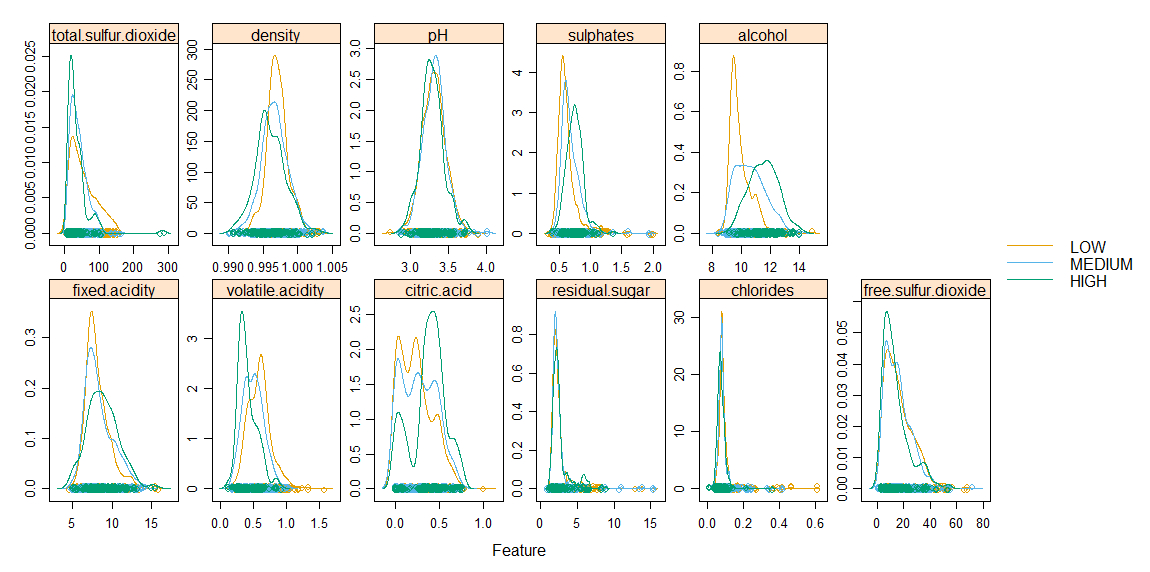 total.sulfur.dioxide density pH sulphates alcohol
0.000 0.005 0.010 0.015 0.020 0.025
0 50 100 150 200 250 300
0.0 0.5 1.0 1.5 2.0 2.5 3.0
0 1 2 3 4
0.0 0.2 0.4 0.6 0.8
0 100 200 300
0.990 0.995 1.000 1.005
3.0 3.5 4.0
0.5 1.0 1.5 2.0
8 10 12 14
LOW
MEDIUM
HIGH
fixed.acidity volatile.acidity citric.acid residual.sugar chlorides free.sulfur.dioxide
0.0 0.1 0.2 0.3
0 1 2 3
0.0 0.5 1.0 1.5 2.0 2.5
0.0 0.2 0.4 0.6 0.8
0 10 20 30
0.00 0.01 0.02 0.03 0.04 0.05
5 10 15
0.0 0.5 1.0 1.5
0.0 0.5 1.0
0 5 10 15
0.0 0.2 0.4 0.6
0 20 40 60 80
Feature